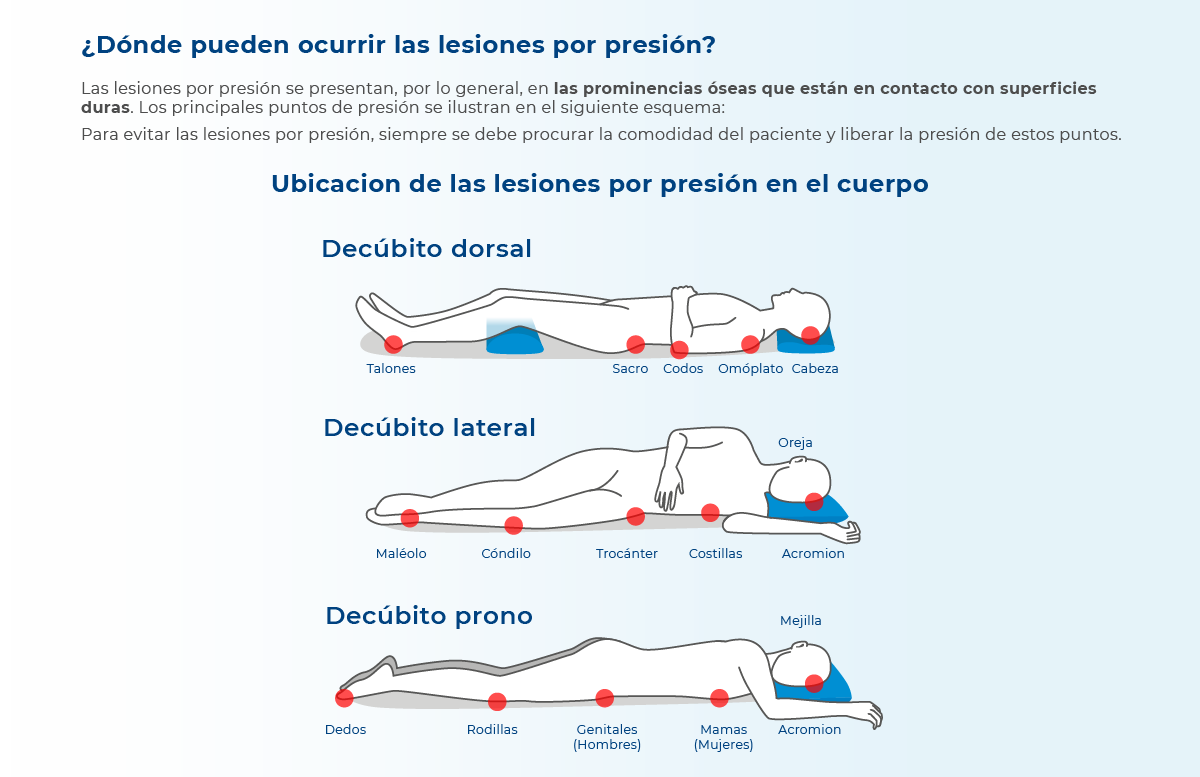 ¿Dónde pueden ocurrir las lesiones por presión?
Las lesiones por presión se presentan, por lo general, en las prominencias óseas que están en contacto con superficies
duras. Los principales puntos de presión se ilustran en el siguiente esquema:
Para evitar las lesiones por presión, siempre se debe procurar la comodidad del paciente y liberar la presión de estos puntos.
Ubicacion de las lesiones por presión en el cuerpo
Decúbito dorsal
Talones Sacro Codos Omóplato Cabeza
Decúbito lateral
Oreja
Maléolo Cóndilo Trocánter Costillas Acromion
Decúbito prono
Mejilla
Dedos Rodillas Genitales Mamas Acromion
(Hombres) (Mujeres)